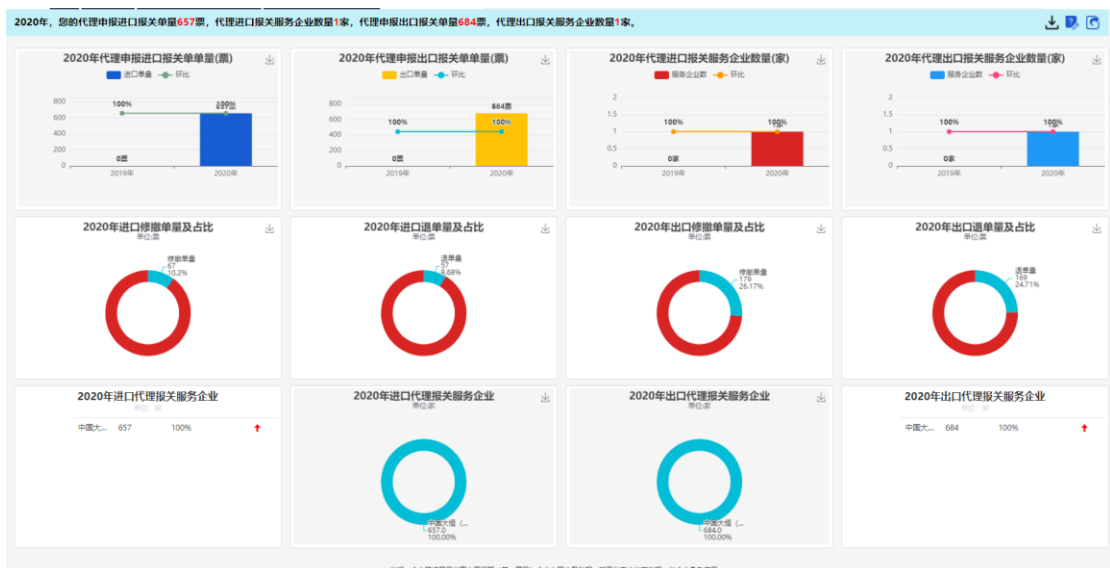 2020年，您的代理申报进口报关单量657票，代理进口报关服务企业数量1家，代理申报出口报关单量684票，代理出口报关服务企业数量1家。
2020年代理申报进口报关单单量(票)
进口单量 环比
800
600
400
200
0
100%
100%
657票
0票
2019年 2020年
2020年代理申报出口报关单单量(票)
出口单量 环比
800
600
400
200
0
684票
100%
100%
0票
2019年 2020年
2020年代理进口报关服务企业数量(家)
服务企业数 环比
2
1.5
1
0.5
0
100%
100%
0家
2019年 2020年
2020年代理出口报关服务企业数量(家)
服务企业数 环比
2
1.5
1
0.5
0
100%
100%
0家
2019年 2020年
2020年进口修撤单量及占比
单位:票
修撤单量
67
10.2%
2020年进口退单量及占比
单位:票
退单量
57
8.68%
2020年出口修撤单量及占比
单位:票
修撤单量
179
26.17%
2020年出口退单量及占比
单位:票
退单量
169
24.71%
2020年进口代理报关服务企业
单位: 家
中国大... 657 100%
2020年进口代理报关服务企业
单位:家
中国大恒（...
657.0
100.00%
2020年出口代理报关服务企业
单位:家
中国大恒（...
684.0
100.00%
2020年出口代理报关服务企业
单位: 家
中国大... 684 100%